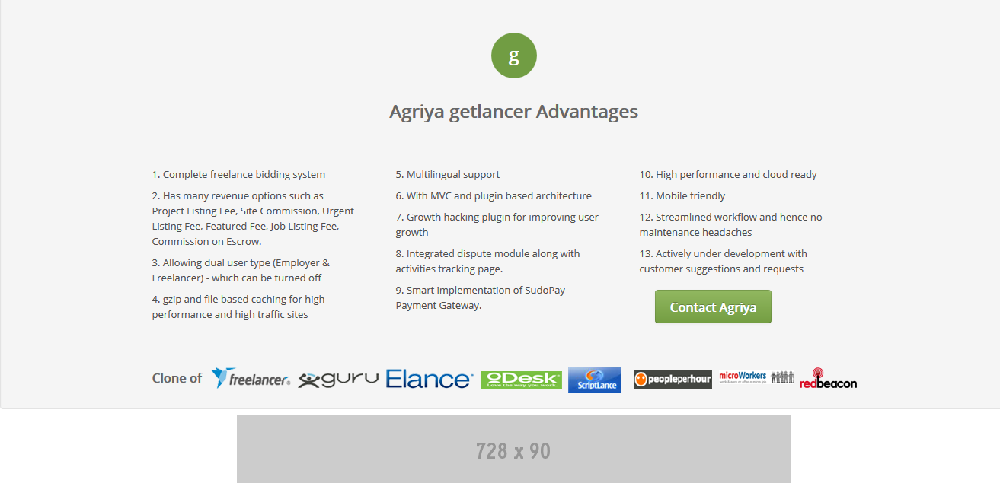 g
Agriya getlancer Advantages
1. Complete freelance bidding system
2. Has many revenue options such as
Project Listing Fee, Site Commission, Urgent
Listing Fee, Featured Fee, Job Listing Fee,
Commission on Escrow.
3. Allowing dual user type (Employer &
Freelancer) - which can be turned off
4. gzip and file based caching for high
performance and high traffic sites
5. Multilingual support
6. With MVC and plugin based architecture
7. Growth hacking plugin for improving user
growth
8. Integrated dispute module along with
activities tracking page.
9. Smart implementation of SudoPay
Payment Gateway.
10. High performance and cloud ready
11. Mobile friendly
12. Streamlined workflow and hence no
maintenance headaches
13. Actively under development with
customer suggestions and requests
Contact Agriya
Clone of freelancer® guru Elance oDesk ScriptLance peopleperhour microWorkers redbeacon
Love the way you work.
work & earn or offer a micro job
728 x 90